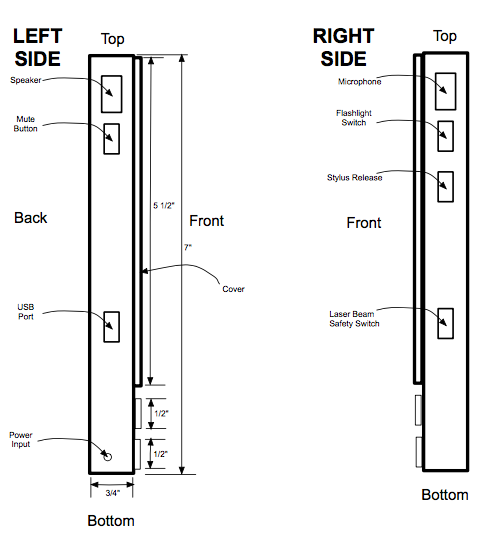 LEFT
SIDE
Top
Speaker
Mute
Button
5 1/2"
Back
Front
7"
Cover
USB
Port
1/2"
Power
Input
1/2"
3/4"
Bottom
RIGHT
SIDE
Top
Microphone
Flashlight
Switch
Stylus Release
Front
Laser Beam
Safety Switch
Bottom